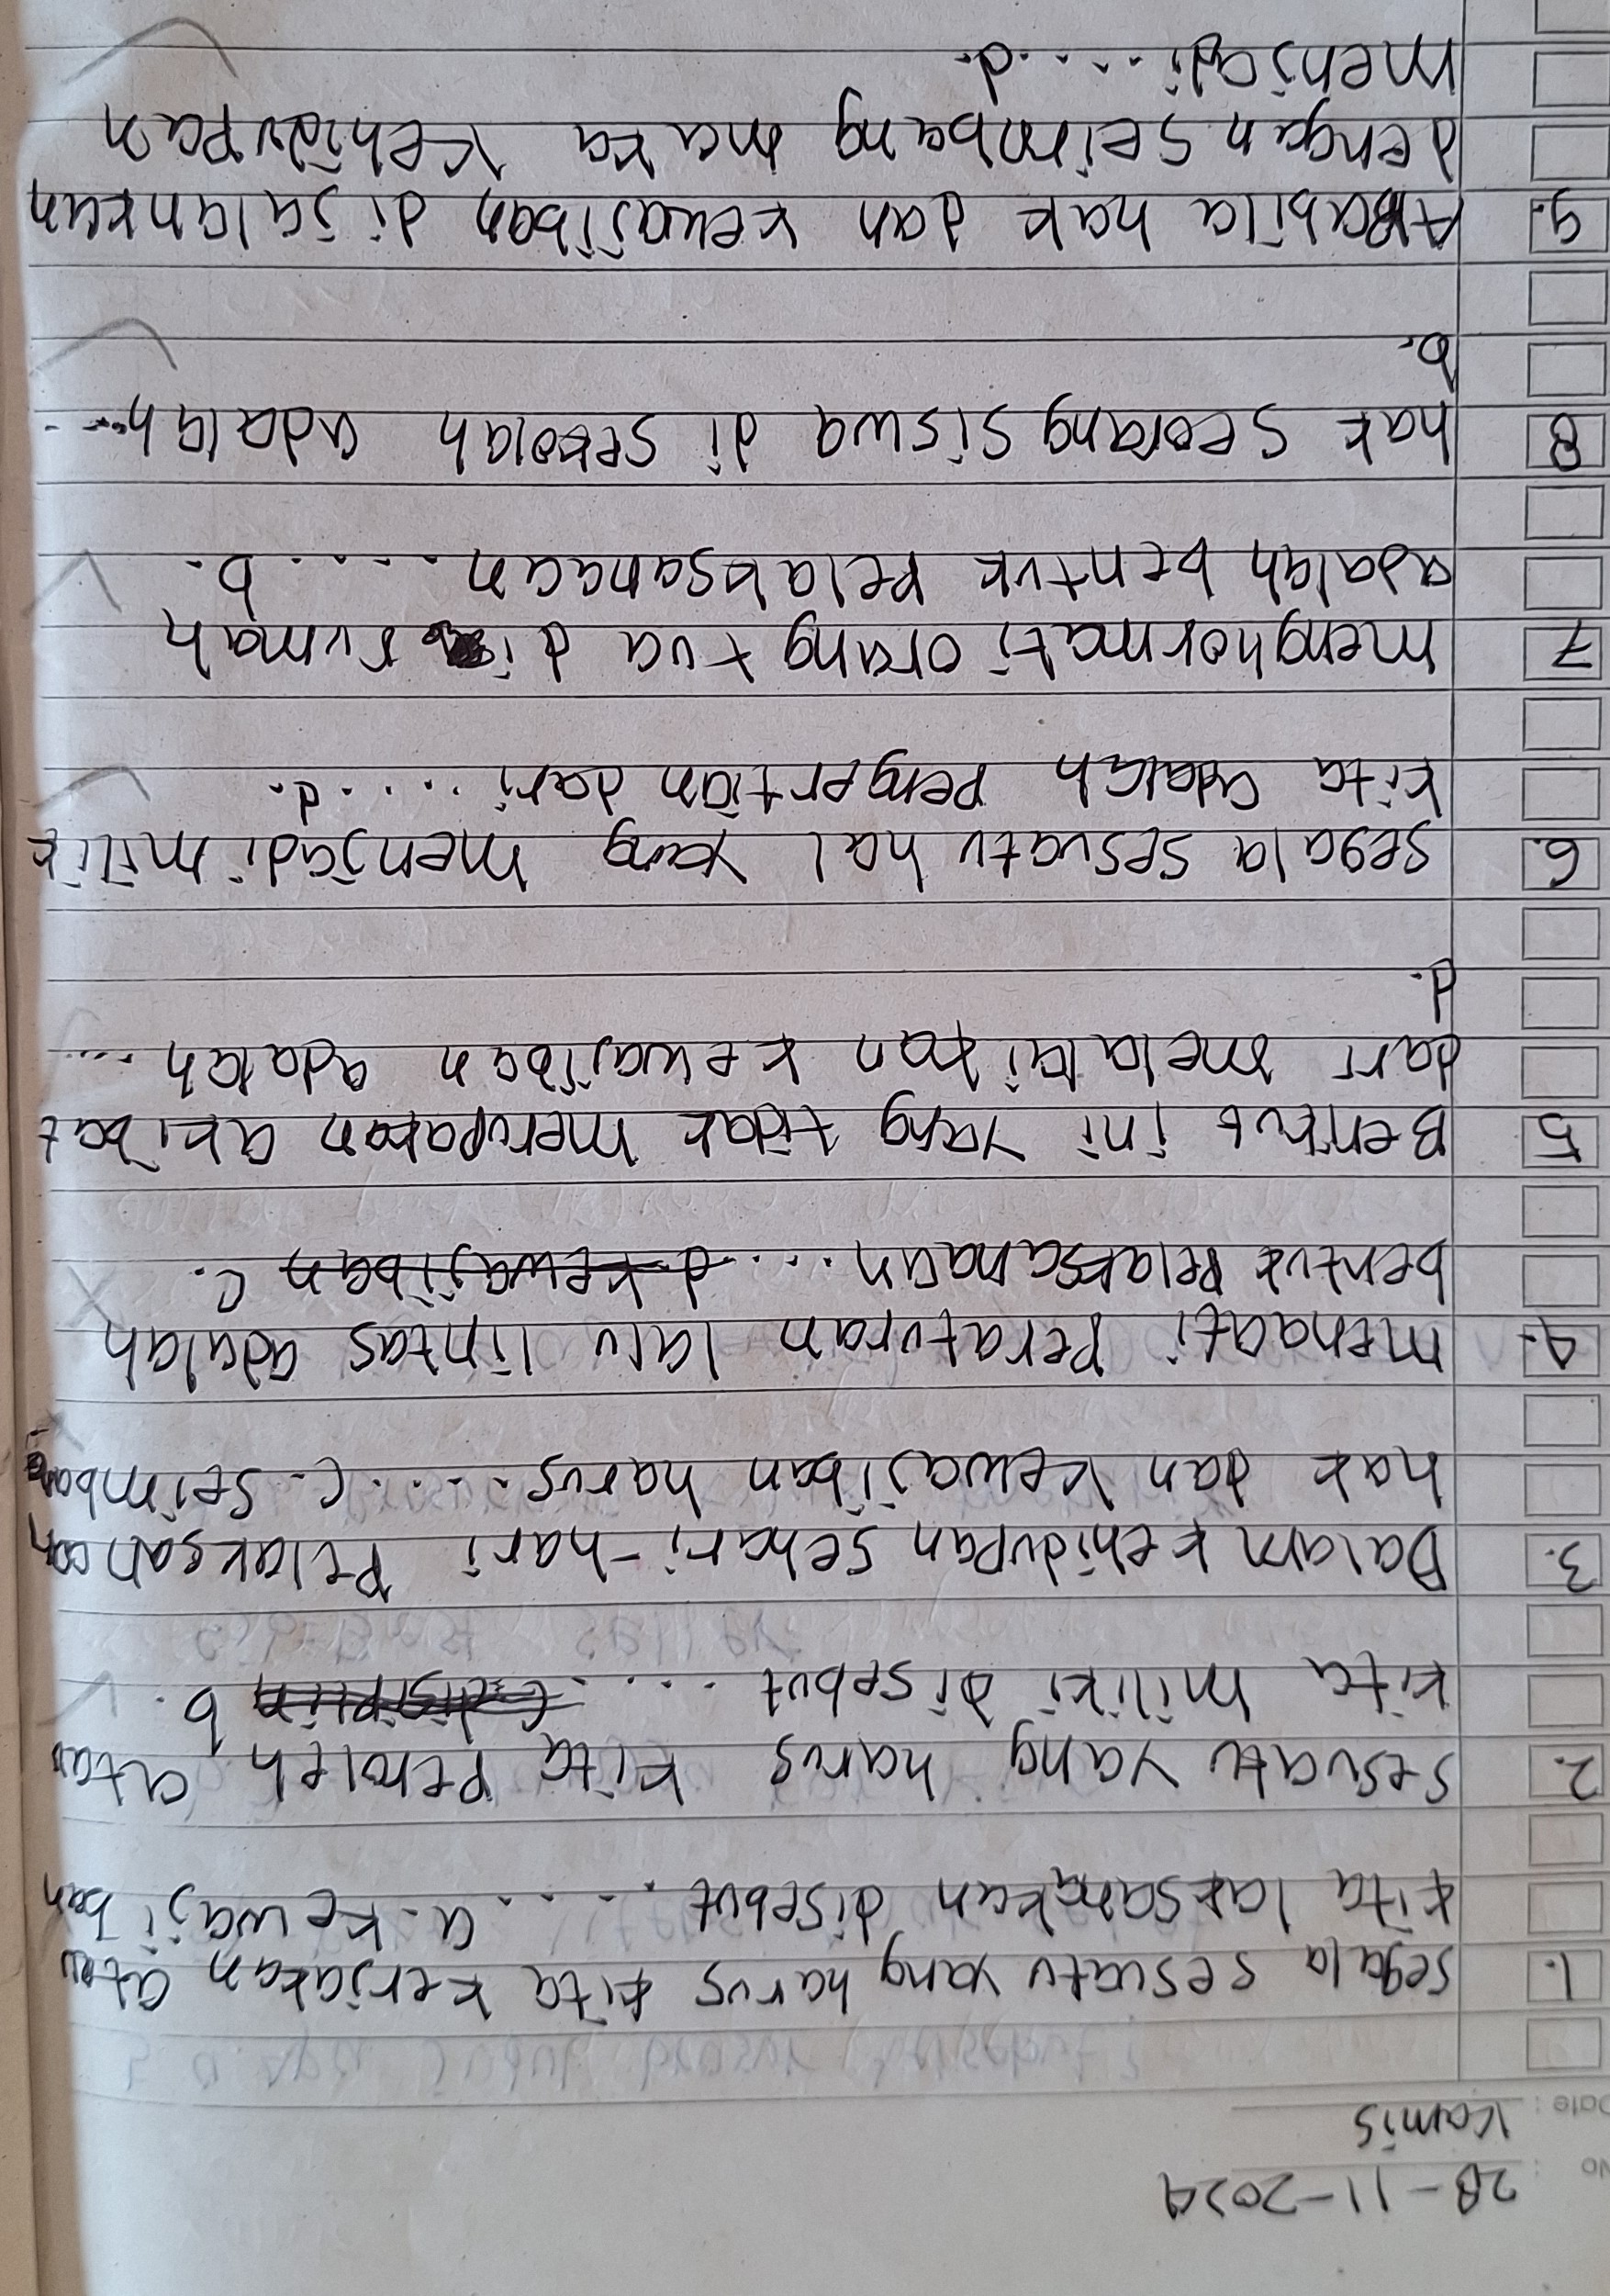 No : 28-11-2024
Date : Kamis
1. segala sesuatu yang harus kita kerjakan atau
kita laksanakan disebut . . . . a. kewajiban
2. sesuatu yang harus kita peroleh atau
kita miliki disebut . . . . c disiplin b.
3. Dalam kehidupan sehari-hari pelaksanaan
hak dan kewajiban harus . . . . c. seimbang
4. menaati peraturan lalu lintas adalah
bentuk pelaksanaan . . . d kewajiban c.
5 Berikut ini yang tidak merupakan akibat
dari melalaikan kewajiban adalah ....
d.
6. segala sesuatu hal yang menjadi milik
kita adalah pengertian dari . . . . d.
7 menghormati orang tua di rumah
adalah bentuk pelaksanaan . . . . b.
8 hak seorang siswa di sekolah adalah....
b.
9. Apabila hak dan kewajiban dijalankan
dengan seimbang maka kehidupan
menjadi . . . . d.